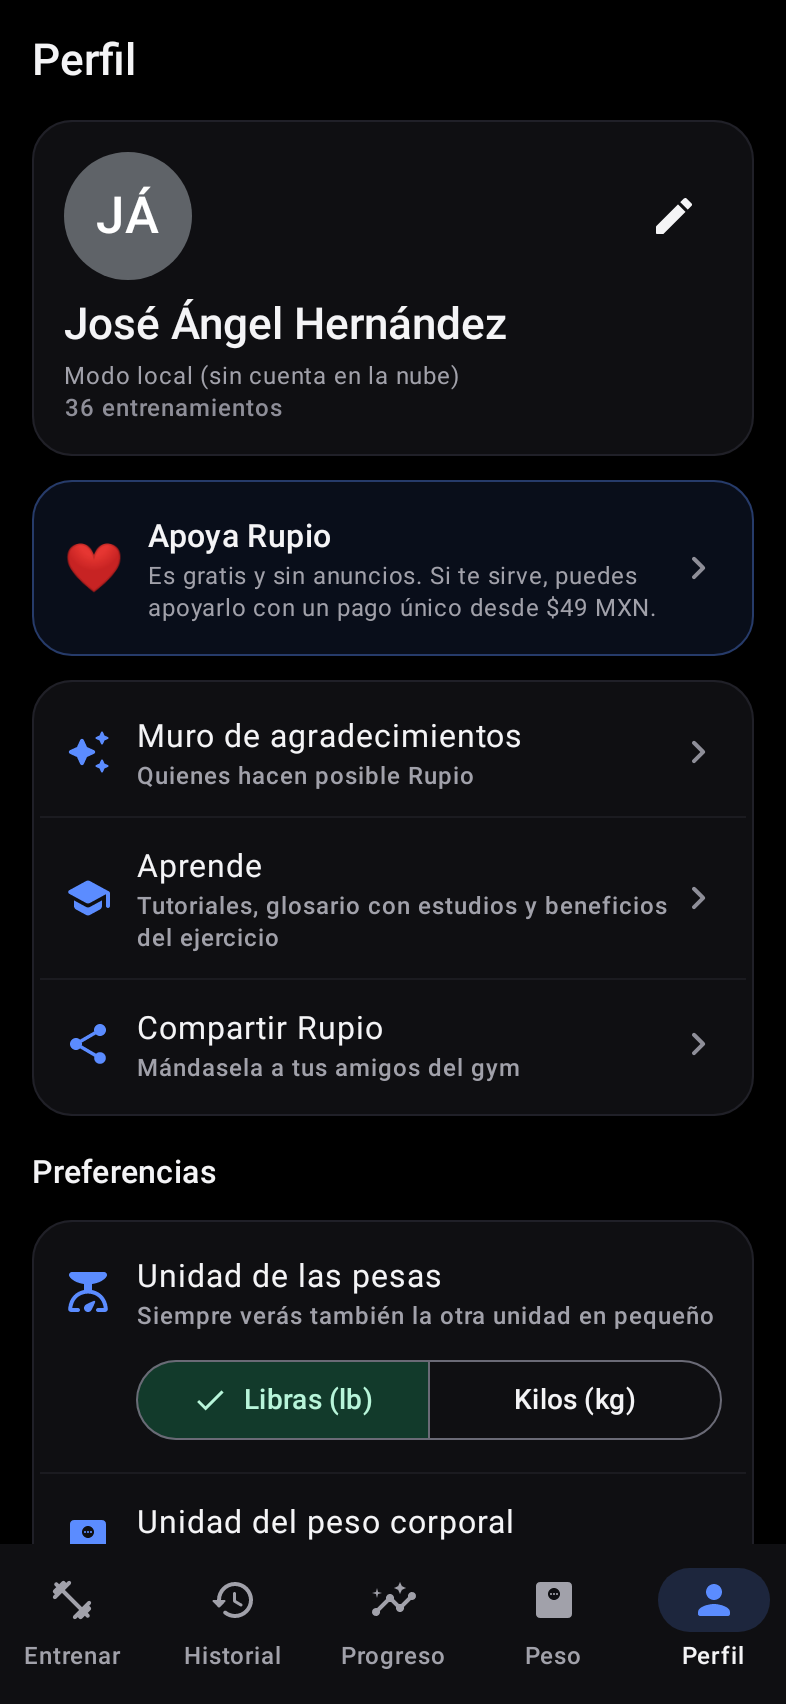 Perfil
JÁ
José Ángel Hernández
Modo local (sin cuenta en la nube)
36 entrenamientos
Apoya Rupio
Es gratis y sin anuncios. Si te sirve, puedes
apoyarlo con un pago único desde $49 MXN.
Muro de agradecimientos
Quienes hacen posible Rupio
Aprende
Tutoriales, glosario con estudios y beneficios
del ejercicio
Compartir Rupio
Mándasela a tus amigos del gym
Preferencias
Unidad de las pesas
Siempre verás también la otra unidad en pequeño
Libras (lb)
Kilos (kg)
Unidad del peso corporal
Entrenar
Historial
Progreso
Peso
Perfil